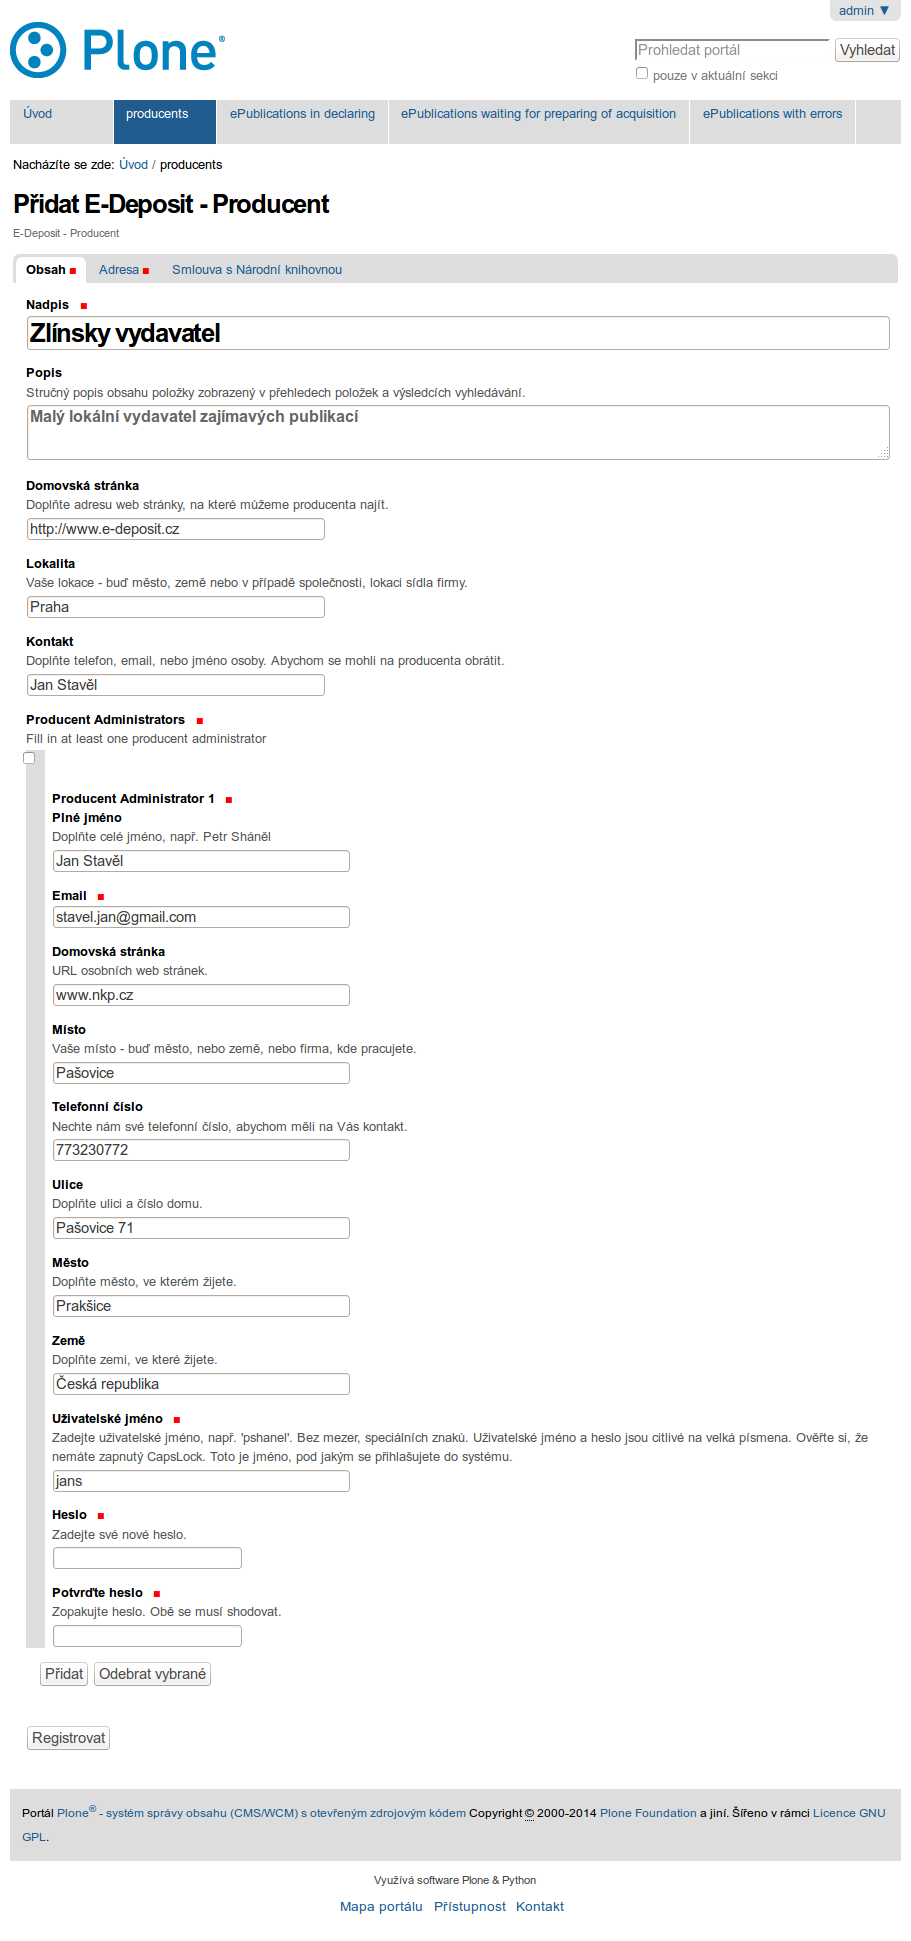 admin ▼
Plone®
Prohledat portál
Vyhledat
pouze v aktuální sekci
Úvod
producents
ePublications in declaring
ePublications waiting for preparing of acquisition
ePublications with errors
Nacházíte se zde: Úvod / producents
Přidat E-Deposit - Producent
E-Deposit - Producent
Obsah
Adresa
Smlouva s Národní knihovnou
Nadpis
Zlínsky vydavatel
Popis
Stručný popis obsahu položky zobrazený v přehledech položek a výsledcích vyhledávání.
Malý lokální vydavatel zajímavých publikací
Domovská stránka
Doplňte adresu web stránky, na které můžeme producenta najít.
http://www.e-deposit.cz
Lokalita
Vaše lokace - buď město, země nebo v případě společnosti, lokaci sídla firmy.
Praha
Kontakt
Doplňte telefon, email, nebo jméno osoby. Abychom se mohli na producenta obrátit.
Jan Stavěl
Producent Administrators
Fill in at least one producent administrator
Producent Administrator 1
Plné jméno
Doplňte celé jméno, např. Petr Sháněl
Jan Stavěl
Email
stavel.jan@gmail.com
Domovská stránka
URL osobních web stránek.
www.nkp.cz
Místo
Vaše místo - buď město, nebo země, nebo firma, kde pracujete.
Pašovice
Telefonní číslo
Nechte nám své telefonní číslo, abychom měli na Vás kontakt.
773230772
Ulice
Doplňte ulici a číslo domu.
Pašovice 71
Město
Doplňte město, ve kterém žijete.
Prakšice
Země
Doplňte zemi, ve které žijete.
Česká republika
Uživatelské jméno
Zadejte uživatelské jméno, např. 'pshanel'. Bez mezer, speciálních znaků. Uživatelské jméno a heslo jsou citlivé na velká písmena. Ověřte si, že
nemáte zapnutý CapsLock. Toto je jméno, pod jakým se přihlašujete do systému.
jans
Heslo
Zadejte své nové heslo.
Potvrďte heslo
Zopakujte heslo. Obě se musí shodovat.
Přidat
Odebrat vybrané
Registrovat
Portál Plone® - systém správy obsahu (CMS/WCM) s otevřeným zdrojovým kódem Copyright © 2000-2014 Plone Foundation a jiní. Šířeno v rámci Licence GNU
GPL.
Využívá software Plone & Python
Mapa portálu
Přístupnost
Kontakt